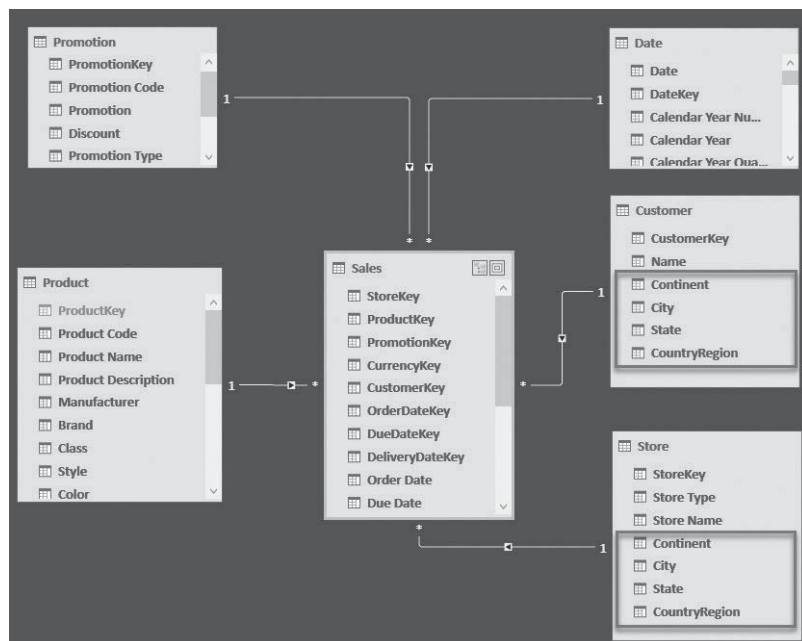 Promotion
PromotionKey
Promotion Code
Promotion
Discount
Promotion Type
1
Date
Date
DateKey
Calendar Year Nu...
Calendar Year
Calendar Year Qua...
1
*
*
Product
ProductKey
Product Code
Product Name
Product Description
Manufacturer
Brand
Class
Style
Color
1
*
Sales
StoreKey
ProductKey
PromotionKey
CurrencyKey
CustomerKey
OrderDateKey
DueDateKey
DeliveryDateKey
Order Date
Due Date
*
*
Customer
CustomerKey
Name
Continent
City
State
CountryRegion
1
Store
StoreKey
Store Type
Store Name
Continent
City
State
CountryRegion
1